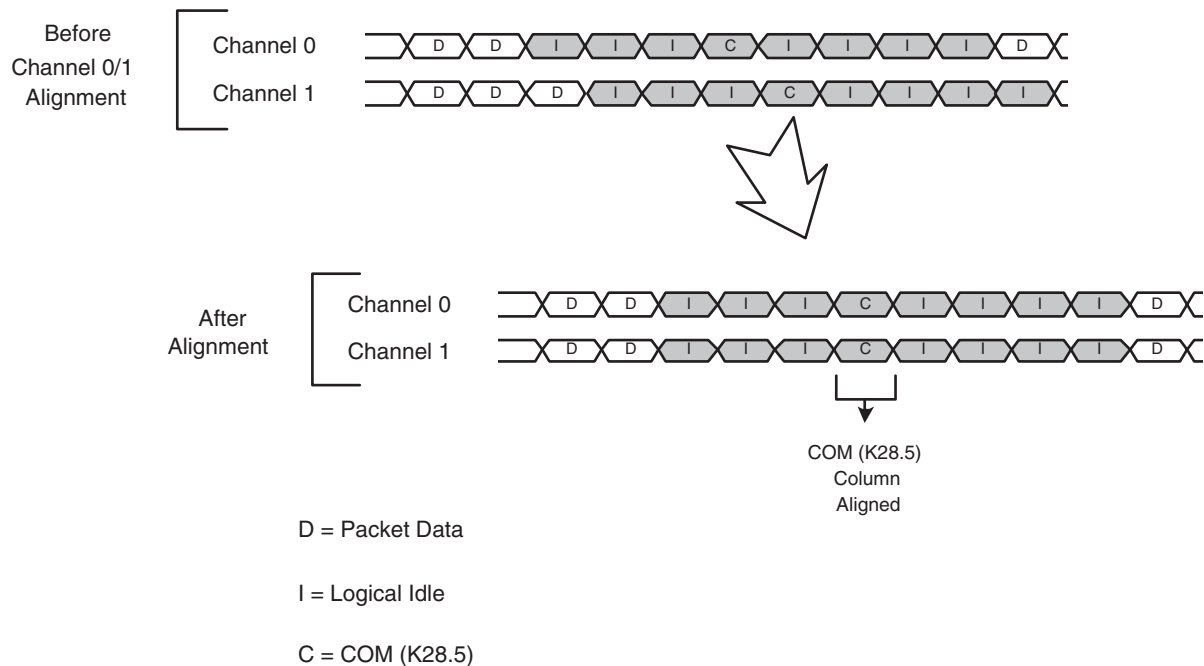 Before
Channel 0/1
Alignment
Channel 0
D D I I I C I I I I D
Channel 1
D D D I I I C I I I I
After
Alignment
Channel 0
D D I I I C I I I I D
Channel 1
D D I I I C I I I I D
COM (K28.5)
Column
Aligned
D = Packet Data
I = Logical Idle
C = COM (K28.5)